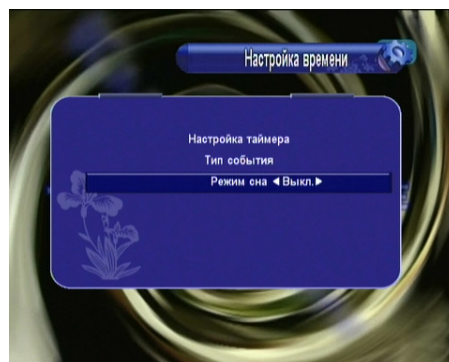 Настройка времени
Настройка таймера
Тип события
Режим сна ◀ Выкл. ▶